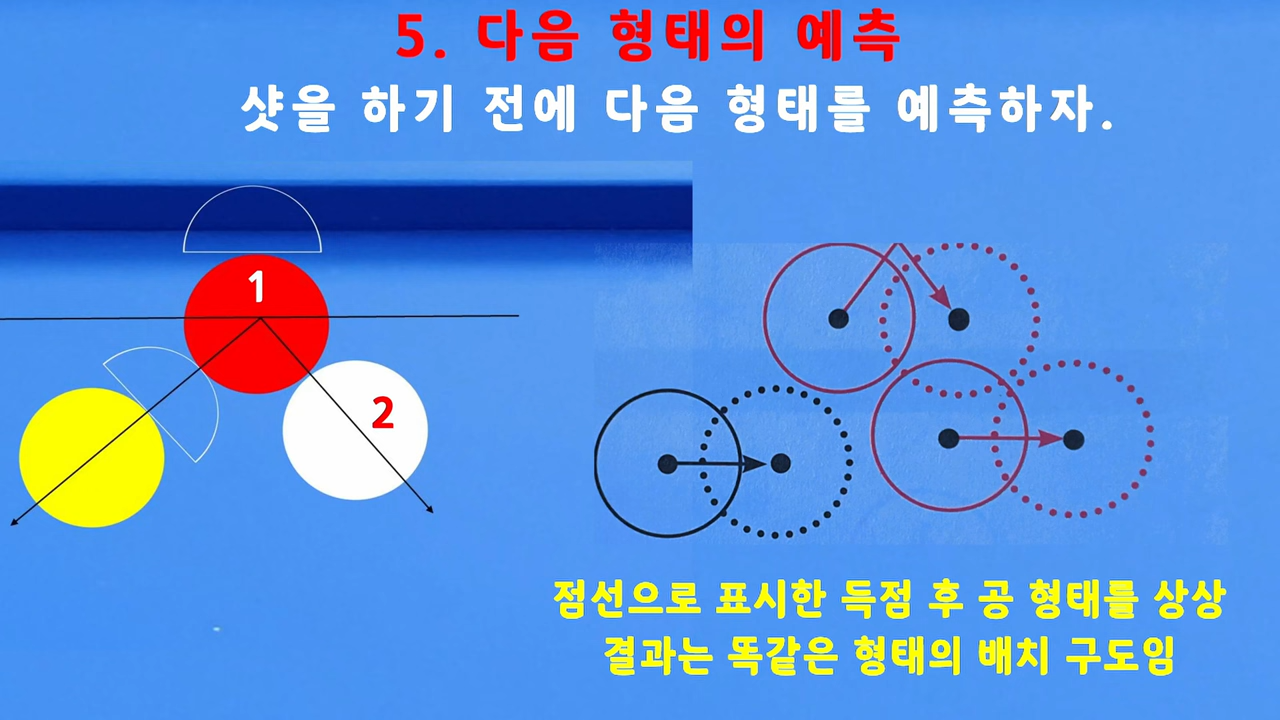 5. 다음 형태의 예측
샷을 하기 전에 다음 형태를 예측하자.
1
2
점선으로 표시한 득점 후 공 형태를 상상
결과는 똑같은 형태의 배치 구도임